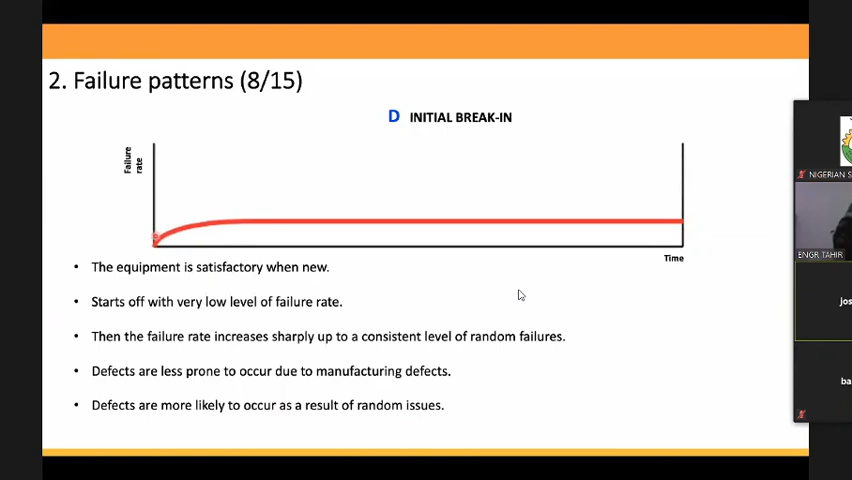 2. Failure patterns (8/15)
D INITIAL BREAK-IN
Failure
rate
Time
• The equipment is satisfactory when new.
• Starts off with very low level of failure rate.
• Then the failure rate increases sharply up to a consistent level of random failures.
• Defects are less prone to occur due to manufacturing defects.
• Defects are more likely to occur as a result of random issues.
NIGERIAN S
ENGR TAHIR
jos
ba